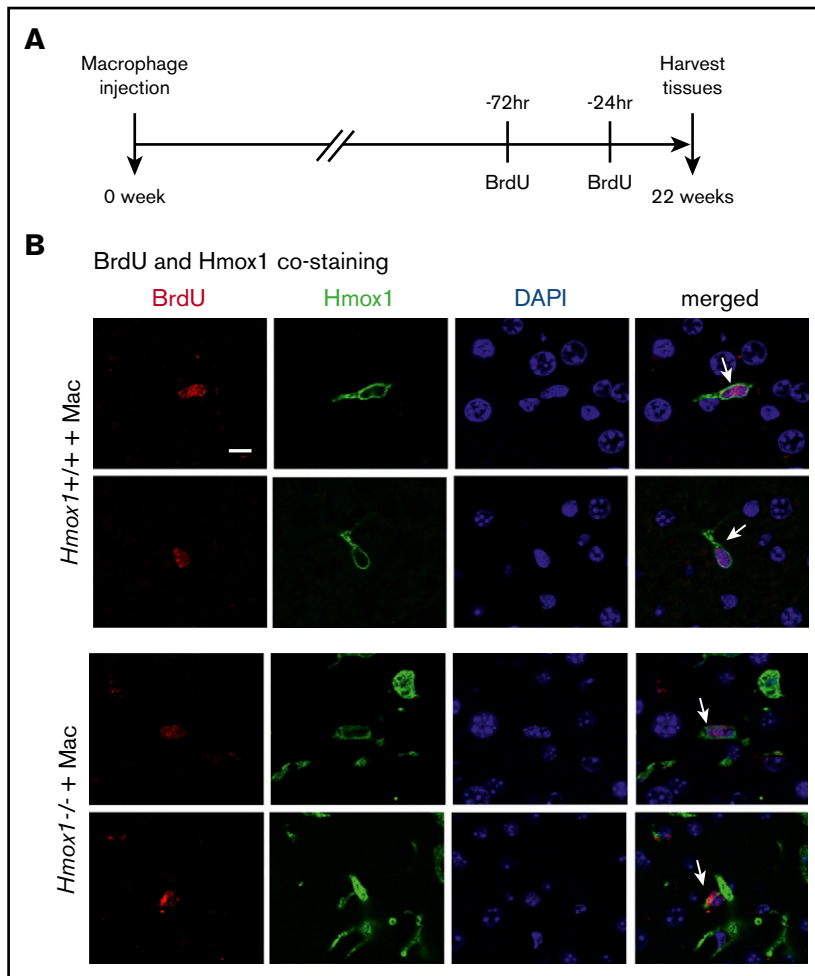 A
Macrophage
injection
-72hr
-24hr
Harvest
tissues
0 week
BrdU
BrdU
22 weeks
B
BrdU and Hmox1 co-staining
BrdU
Hmox1
DAPI
merged
Hmox1+/+ + Mac
Hmox1-/- + Mac